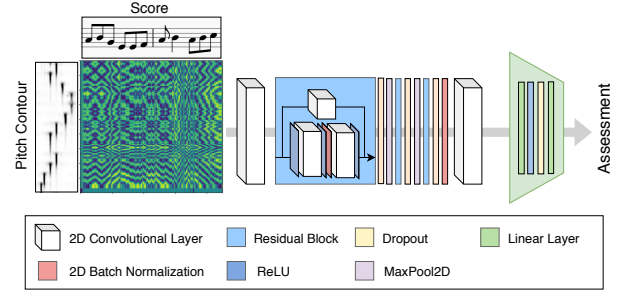 Score
Pitch Contour
Assessment
2D Convolutional Layer
Residual Block
Dropout
Linear Layer
2D Batch Normalization
ReLU
MaxPool2D